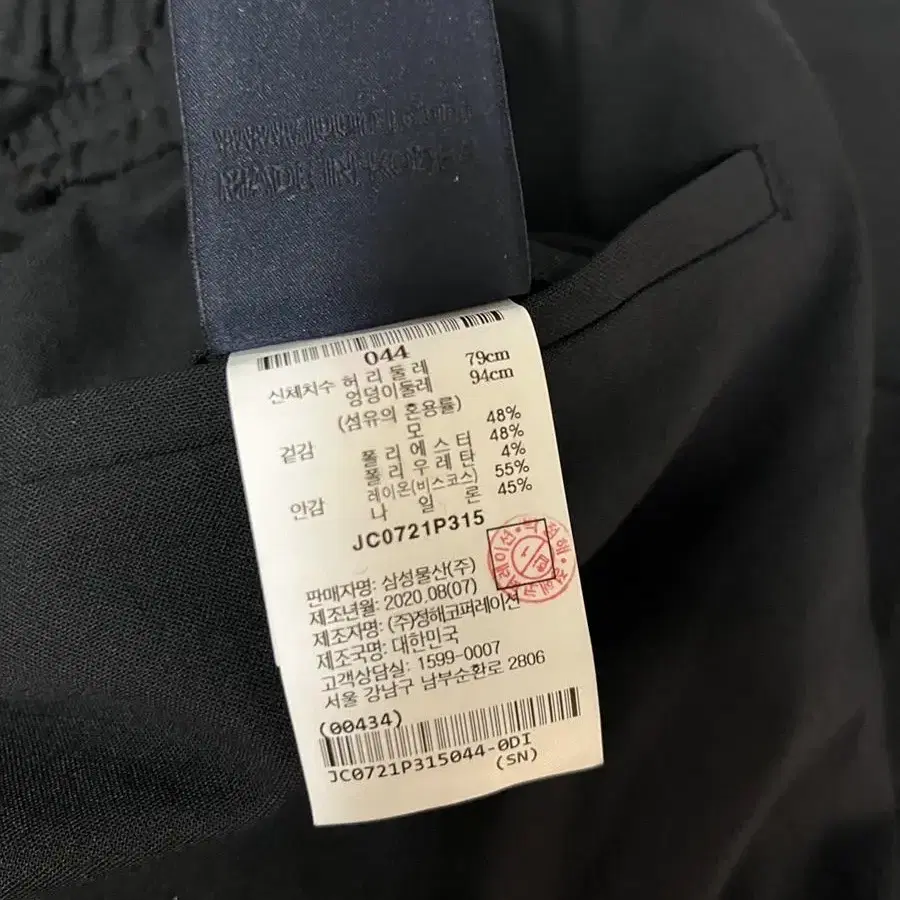 MADE IN KOREA
044
신체치수 허 리 둘 레 79cm
엉덩이둘레 94cm
(섬유의 혼용률)
겉감 모 48%
폴 리 에 스 터 48%
폴 리 우 레 탄 4%
안감 레이온(비스코스) 55%
나 일 론 45%
JC0721P315
판매자명: 삼성물산(주)
제조년월: 2020.08(07)
제조자명: (주)정해코퍼레이션
제조국명: 대한민국
고객상담실: 1599-0007
서울 강남구 남부순환로 2806
(00434)
JC0721P315044-0DI
(SN)